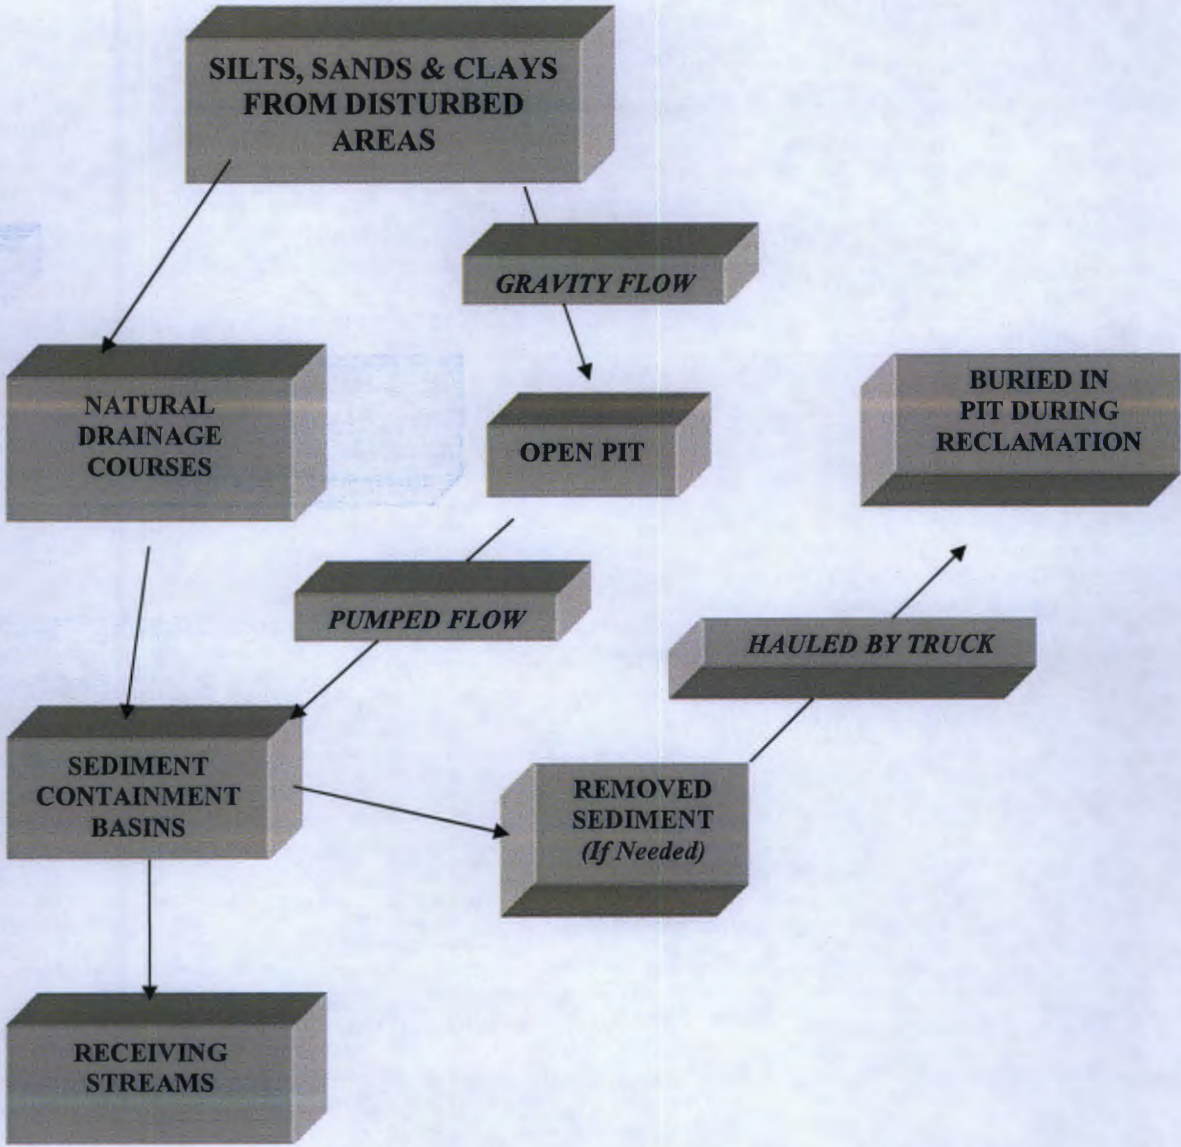 SILTS, SANDS & CLAYS
FROM DISTURBED
AREAS
GRAVITY FLOW
NATURAL
DRAINAGE
COURSES
OPEN PIT
BURIED IN
PIT DURING
RECLAMATION
PUMPED FLOW
HAULED BY TRUCK
SEDIMENT
CONTAINMENT
BASINS
REMOVED
SEDIMENT
(If Needed)
RECEIVING
STREAMS